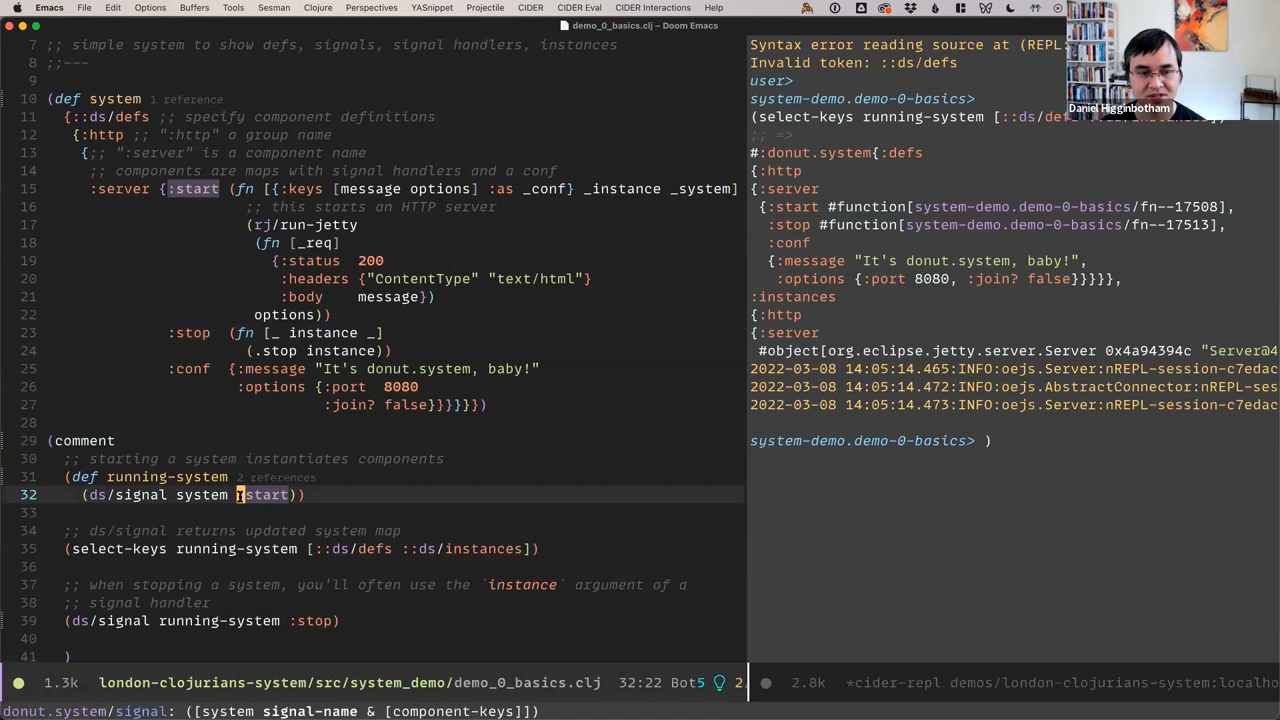 Emacs File Edit Options Buffers Tools Sesman Clojure Perspectives YASnippet Projectile CIDER CIDER Eval CIDER Interactions
demo_0_basics.clj – Doom Emacs
7 ;; simple system to show defs, signals, signal handlers, instances
8 ;;---
9
10 (def system 1 reference
11 {::ds/defs ;; specify component definitions
12 {:http ;; ":http" a group name
13 {;; ":server" is a component name
14 ;; components are maps with signal handlers and a conf
15 :server {:start (fn [{:keys [message options] :as _conf} _instance _system]
16 ;; this starts an HTTP server
17 (rj/run-jetty
18 (fn [_req]
19 {:status 200
20 :headers {"ContentType" "text/html"}
21 :body message})
22 options))
23 :stop (fn [_ instance _]
24 (.stop instance))
25 :conf {:message "It's donut.system, baby!"
26 :options {:port 8080
27 :join? false}}}}}})
28
29 (comment
30 ;; starting a system instantiates components
31 (def running-system 2 references
32 (ds/signal system :start))
33
34 ;; ds/signal returns updated system map
35 (select-keys running-system [::ds/defs ::ds/instances])
36
37 ;; when stopping a system, you'll often use the `instance` argument of a
38 ;; signal handler
39 (ds/signal running-system :stop)
40
41 )
1.3k london-clojurians-system/src/system_demo/demo_0_basics.clj 32:22 Bot5 2.
donut.system/signal: ([system signal-name & [component-keys]])
Syntax error reading source at (REPL:
Invalid token: ::ds/defs
user>
system-demo.demo-0-basics>
(select-keys running-system [::ds/de
;; =>
#:donut.system{:defs
{:http
{:server
{:start #function[system-demo.demo-0-basics/fn--17508],
:stop #function[system-demo.demo-0-basics/fn--17513],
:conf
{:message "It's donut.system, baby!",
:options {:port 8080, :join? false}}}}},
:instances
{:http
{:server
#object[org.eclipse.jetty.server.Server 0x4a94394c "Server@4
2022-03-08 14:05:14.465:INFO:oejs.Server:nREPL-session-c7edac
2022-03-08 14:05:14.472:INFO:oejs.AbstractConnector:nREPL-ses
2022-03-08 14:05:14.473:INFO:oejs.Server:nREPL-session-c7edac
system-demo.demo-0-basics> )
2.8k *cider-repl demos/london-clojurians-system:localho
Daniel Higginbotham